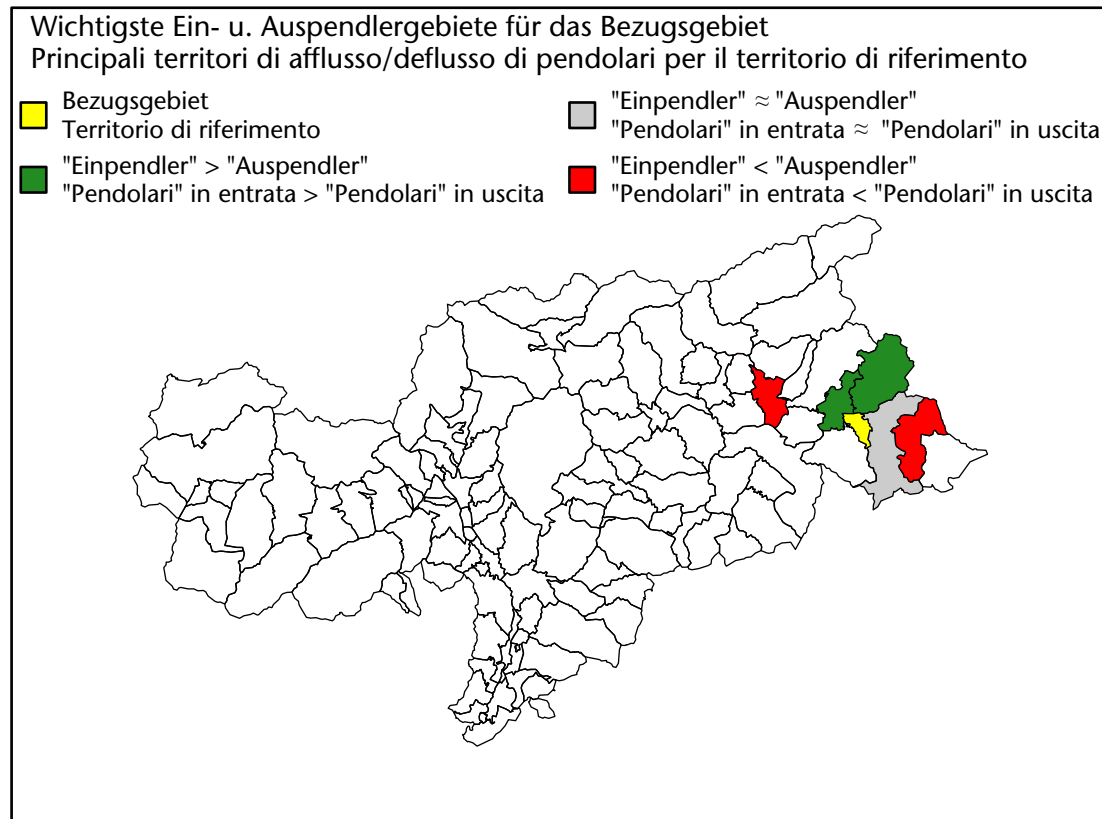 Wichtigste Ein- u. Auspendlergebiete für das Bezugsgebiet
Principali territori di afflusso/deflusso di pendolari per il territorio di riferimento
Bezugsgebiet
Territorio di riferimento
"Einpendler" > "Auspendler"
"Pendolari" in entrata > "Pendolari" in uscita
"Einpendler" ≈ "Auspendler"
"Pendolari" in entrata ≈ "Pendolari" in uscita
"Einpendler" < "Auspendler"
"Pendolari" in entrata < "Pendolari" in uscita